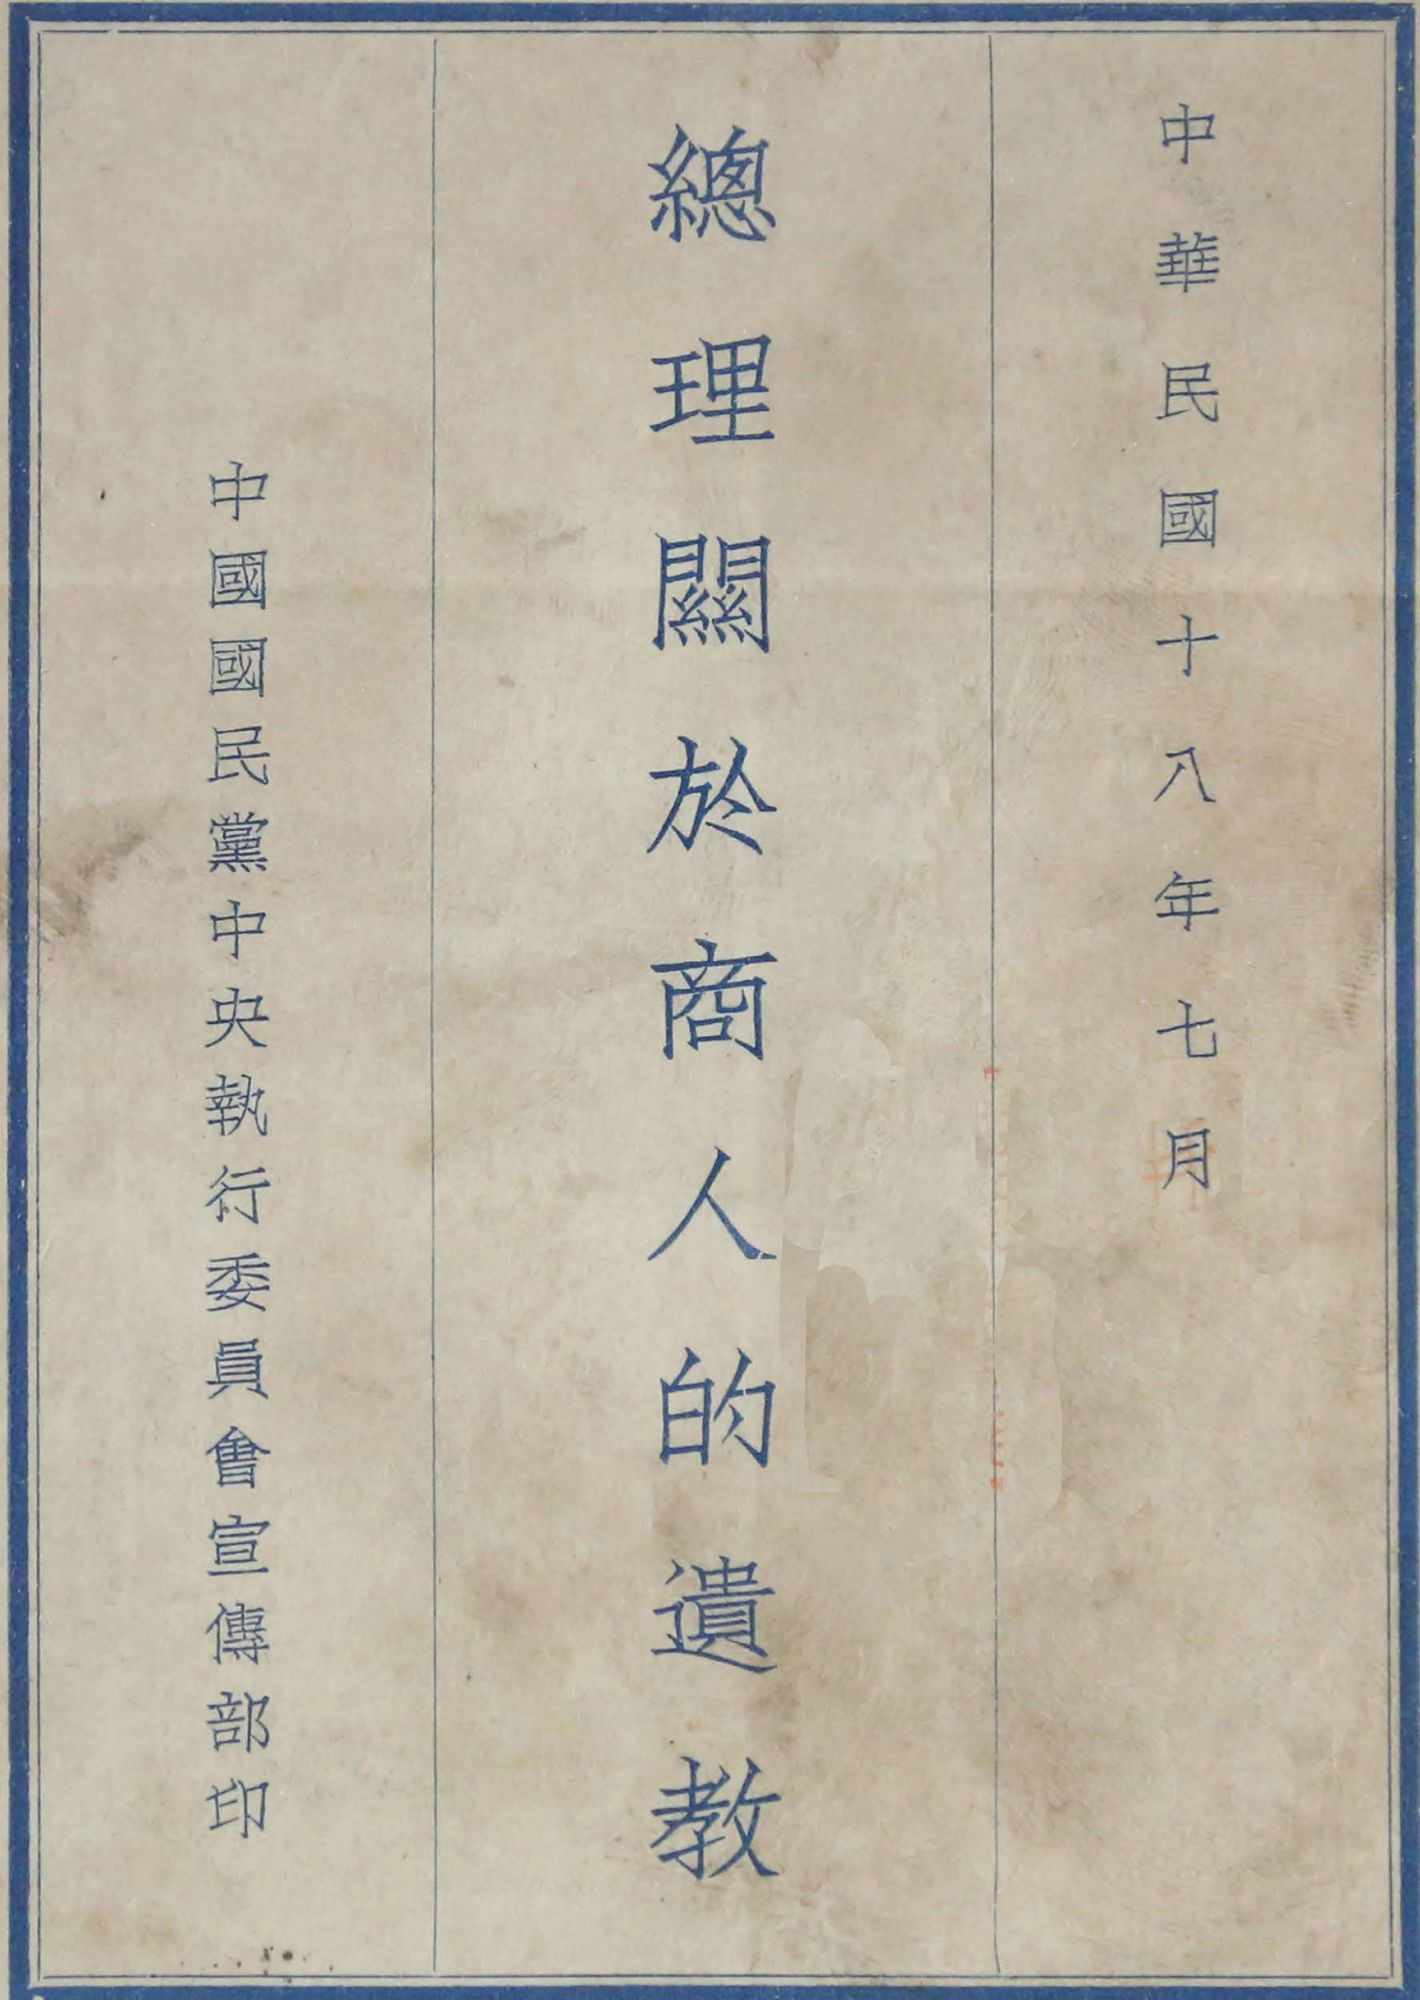 中華民國十八年七月
總理關於商人的遺教
中國國民黨中央執行委員會宣傳部印